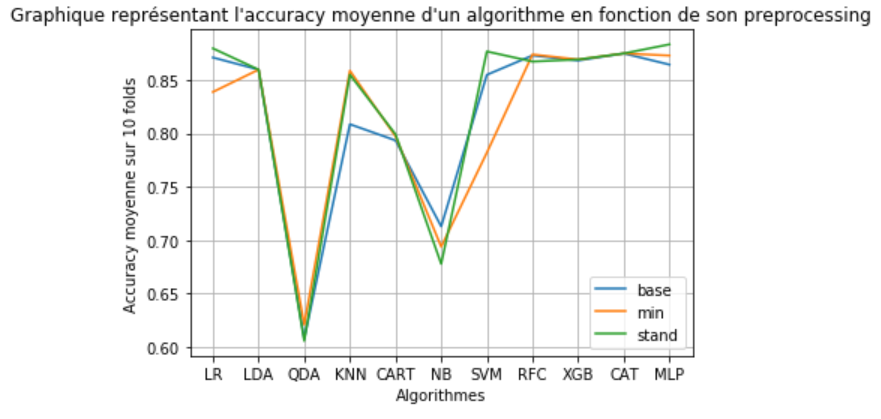 Graphique représentant l'accuracy moyenne d'un algorithme en fonction de son preprocessing
Accuracy moyenne sur 10 folds
0.85
0.80
0.75
0.70
0.65
0.60
base
min
stand
LR LDA QDA KNN CART NB SVM RFC XGB CAT MLP
Algorithmes